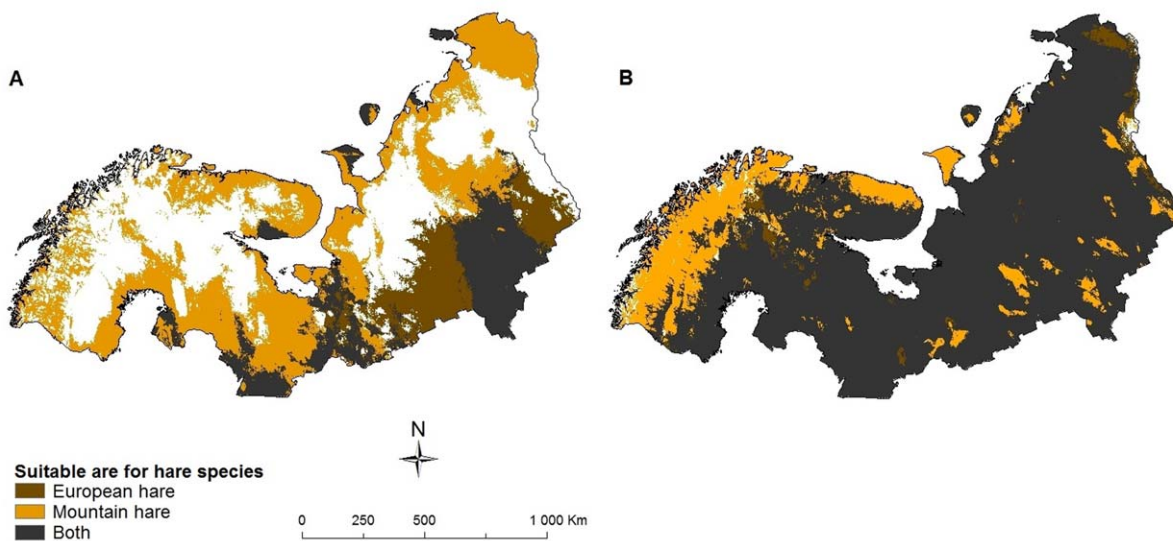 A
B
N
Suitable are for hare species
European hare
Mountain hare
Both
0 250 500 1 000 Km